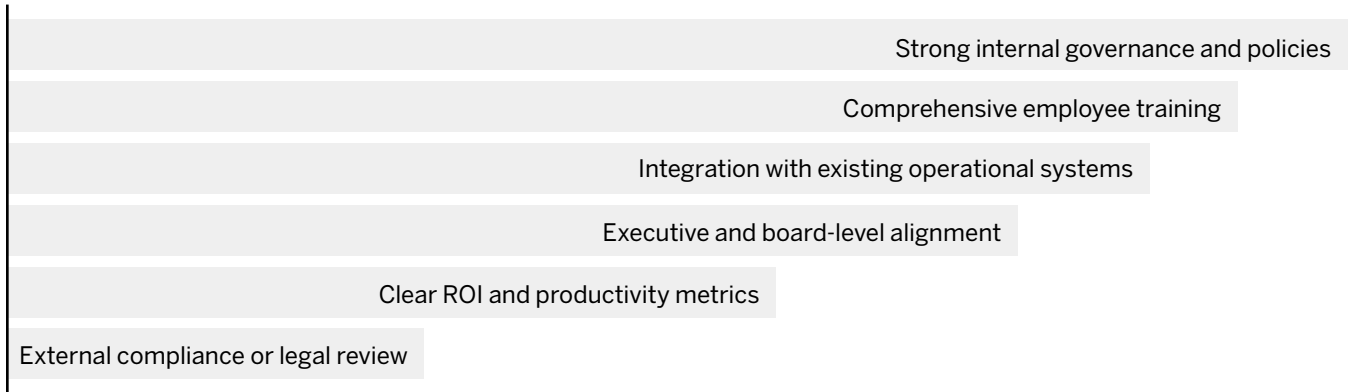 Strong internal governance and policies
Comprehensive employee training
Integration with existing operational systems
Executive and board-level alignment
Clear ROI and productivity metrics
External compliance or legal review